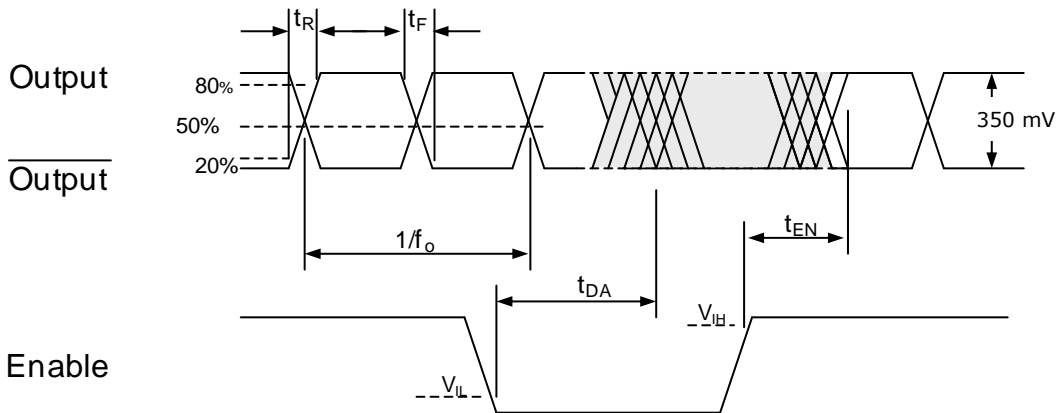 tR tF
Output
80%
50%
350 mV
20%
Output
tEN
1/fo
tDA
VIH
Enable
VIL